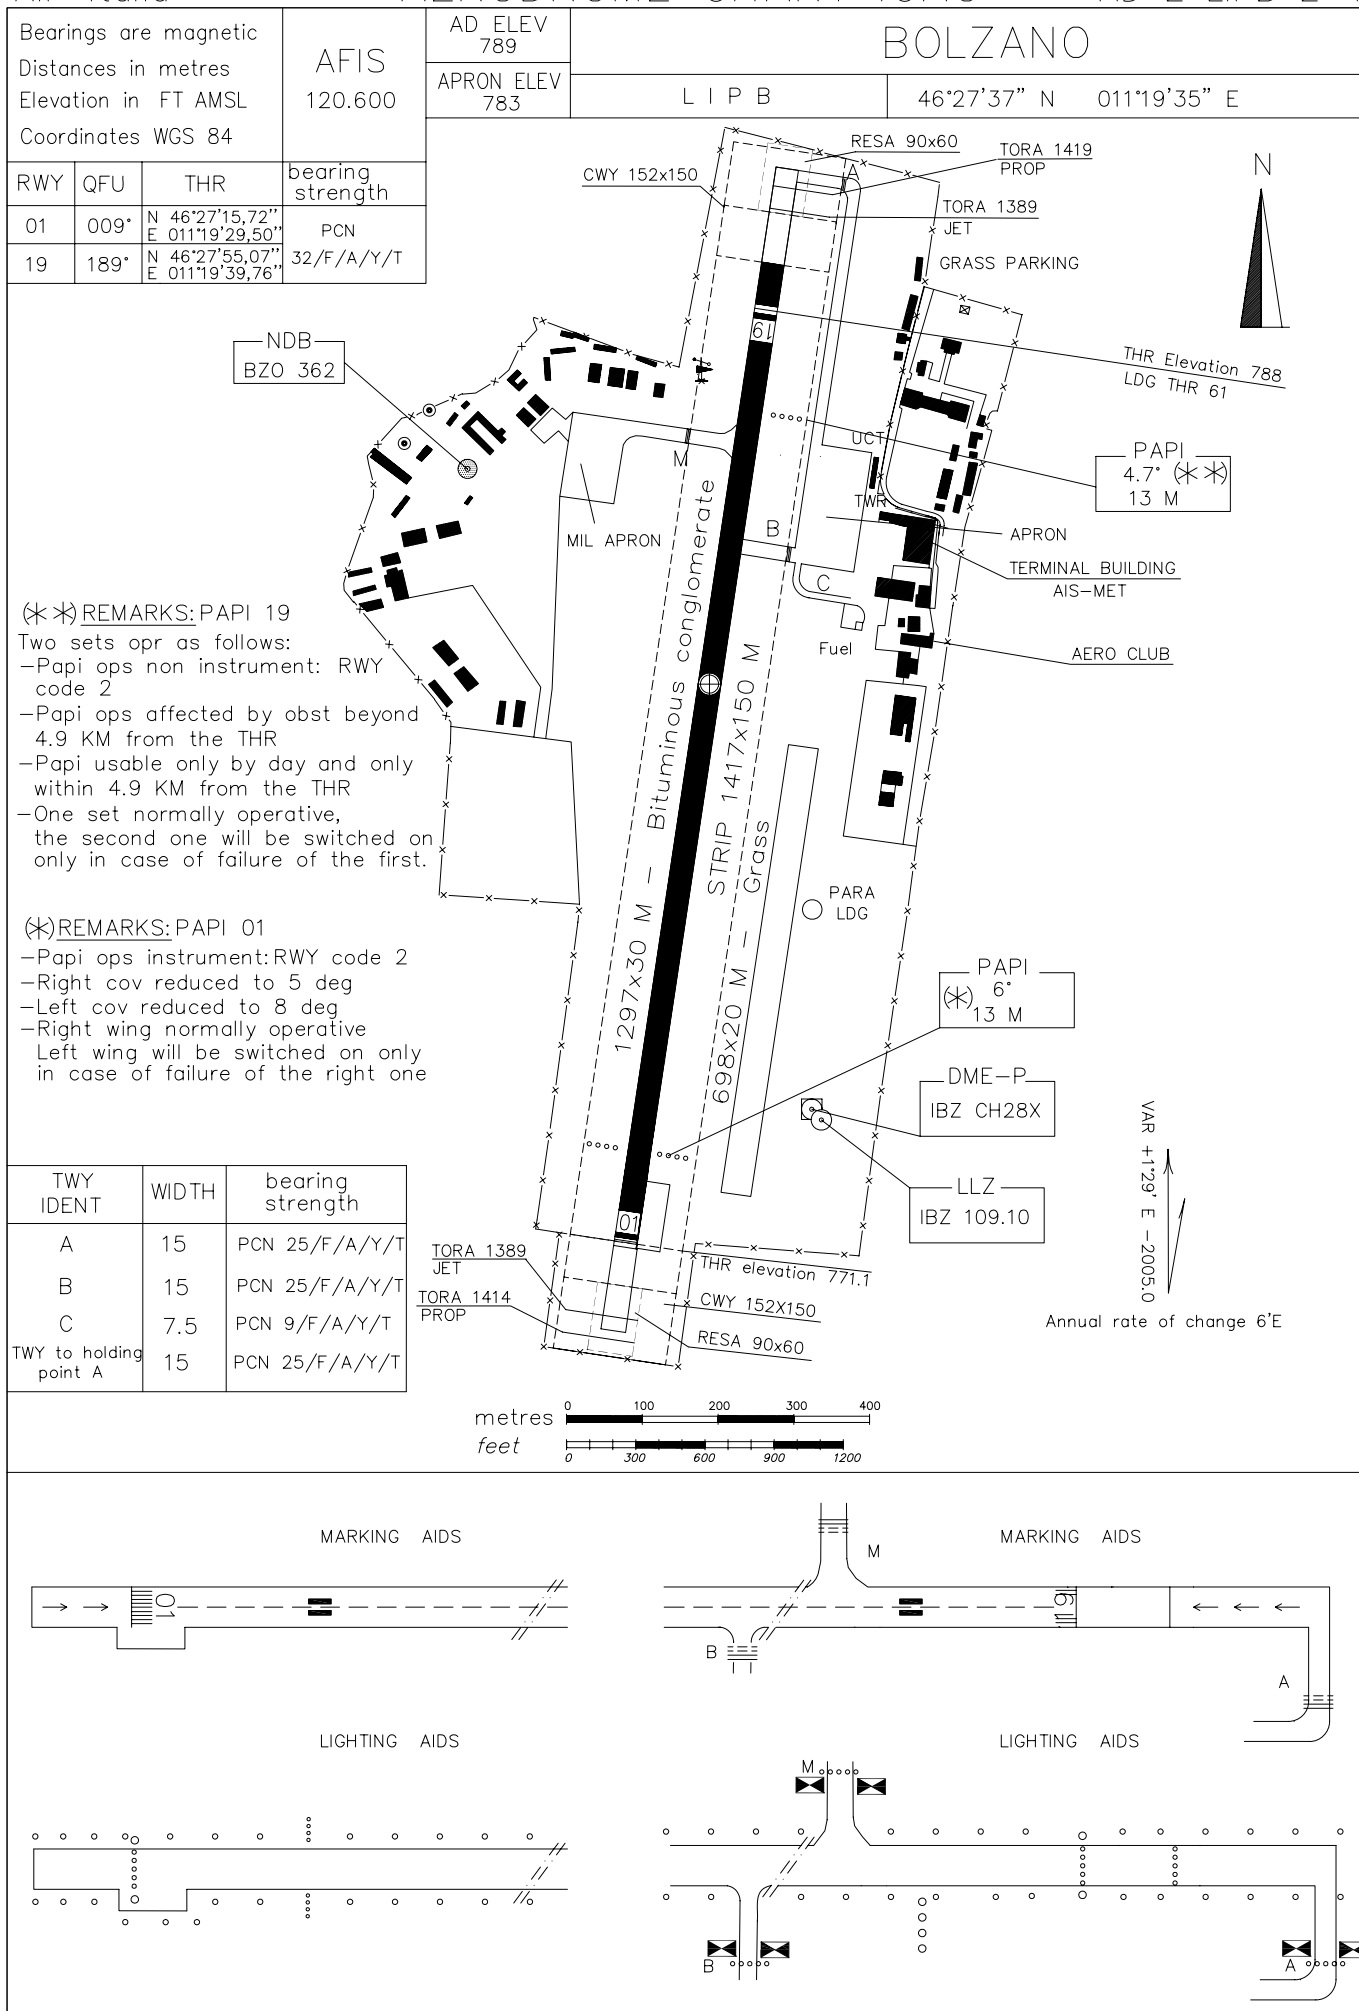 Bearings are magnetic
Distances in metres
Elevation in FT AMSL
Coordinates WGS 84
AFIS
120.600
AD ELEV
789
APRON ELEV
783
BOLZANO
LIPB
46°27'37" N 011°19'35" E
RWY QFU THR bearing strength
01 009° N 46°27'15,72" E 011°19'29,50"
19 189° N 46°27'55,07" E 011°19'39,76"
PCN
32/F/A/Y/T
RESA 90x60
TORA 1419
PROP
CWY 152x150
A
TORA 1389
JET
N
GRASS PARKING
NDB
BZO 362
19
THR Elevation 788
LDG THR 61
UCT
M
PAPI
4.7° (**)
13 M
TWR
B
MIL APRON
APRON
TERMINAL BUILDING
AIS-MET
C
Fuel
AERO CLUB
(**) REMARKS: PAPI 19
Two sets opr as follows:
-Papi ops non instrument: RWY
code 2
-Papi ops affected by obst beyond
4.9 KM from the THR
-Papi usable only by day and only
within 4.9 KM from the THR
-One set normally operative,
the second one will be switched on
only in case of failure of the first.
1297x30 M - Bituminous conglomerate
STRIP 1417x150 M
698x20 M - Grass
PARA
LDG
(*) REMARKS: PAPI 01
-Papi ops instrument: RWY code 2
-Right cov reduced to 5 deg
-Left cov reduced to 8 deg
-Right wing normally operative
Left wing will be switched on only
in case of failure of the right one
PAPI
(*) 6°
13 M
DME-P
IBZ CH28X
LLZ
IBZ 109.10
VAR +1°29' E -2005.0
Annual rate of change 6'E
TWY IDENT WIDTH bearing strength
A 15 PCN 25/F/A/Y/T
B 15 PCN 25/F/A/Y/T
C 7.5 PCN 9/F/A/Y/T
TWY to holding point A 15 PCN 25/F/A/Y/T
01
TORA 1389
JET
TORA 1414
PROP
THR elevation 771.1
CWY 152X150
RESA 90x60
metres 0 100 200 300 400
feet 0 300 600 900 1200
MARKING AIDS
MARKING AIDS
M
01
19
B
A
LIGHTING AIDS
LIGHTING AIDS
M
B
A